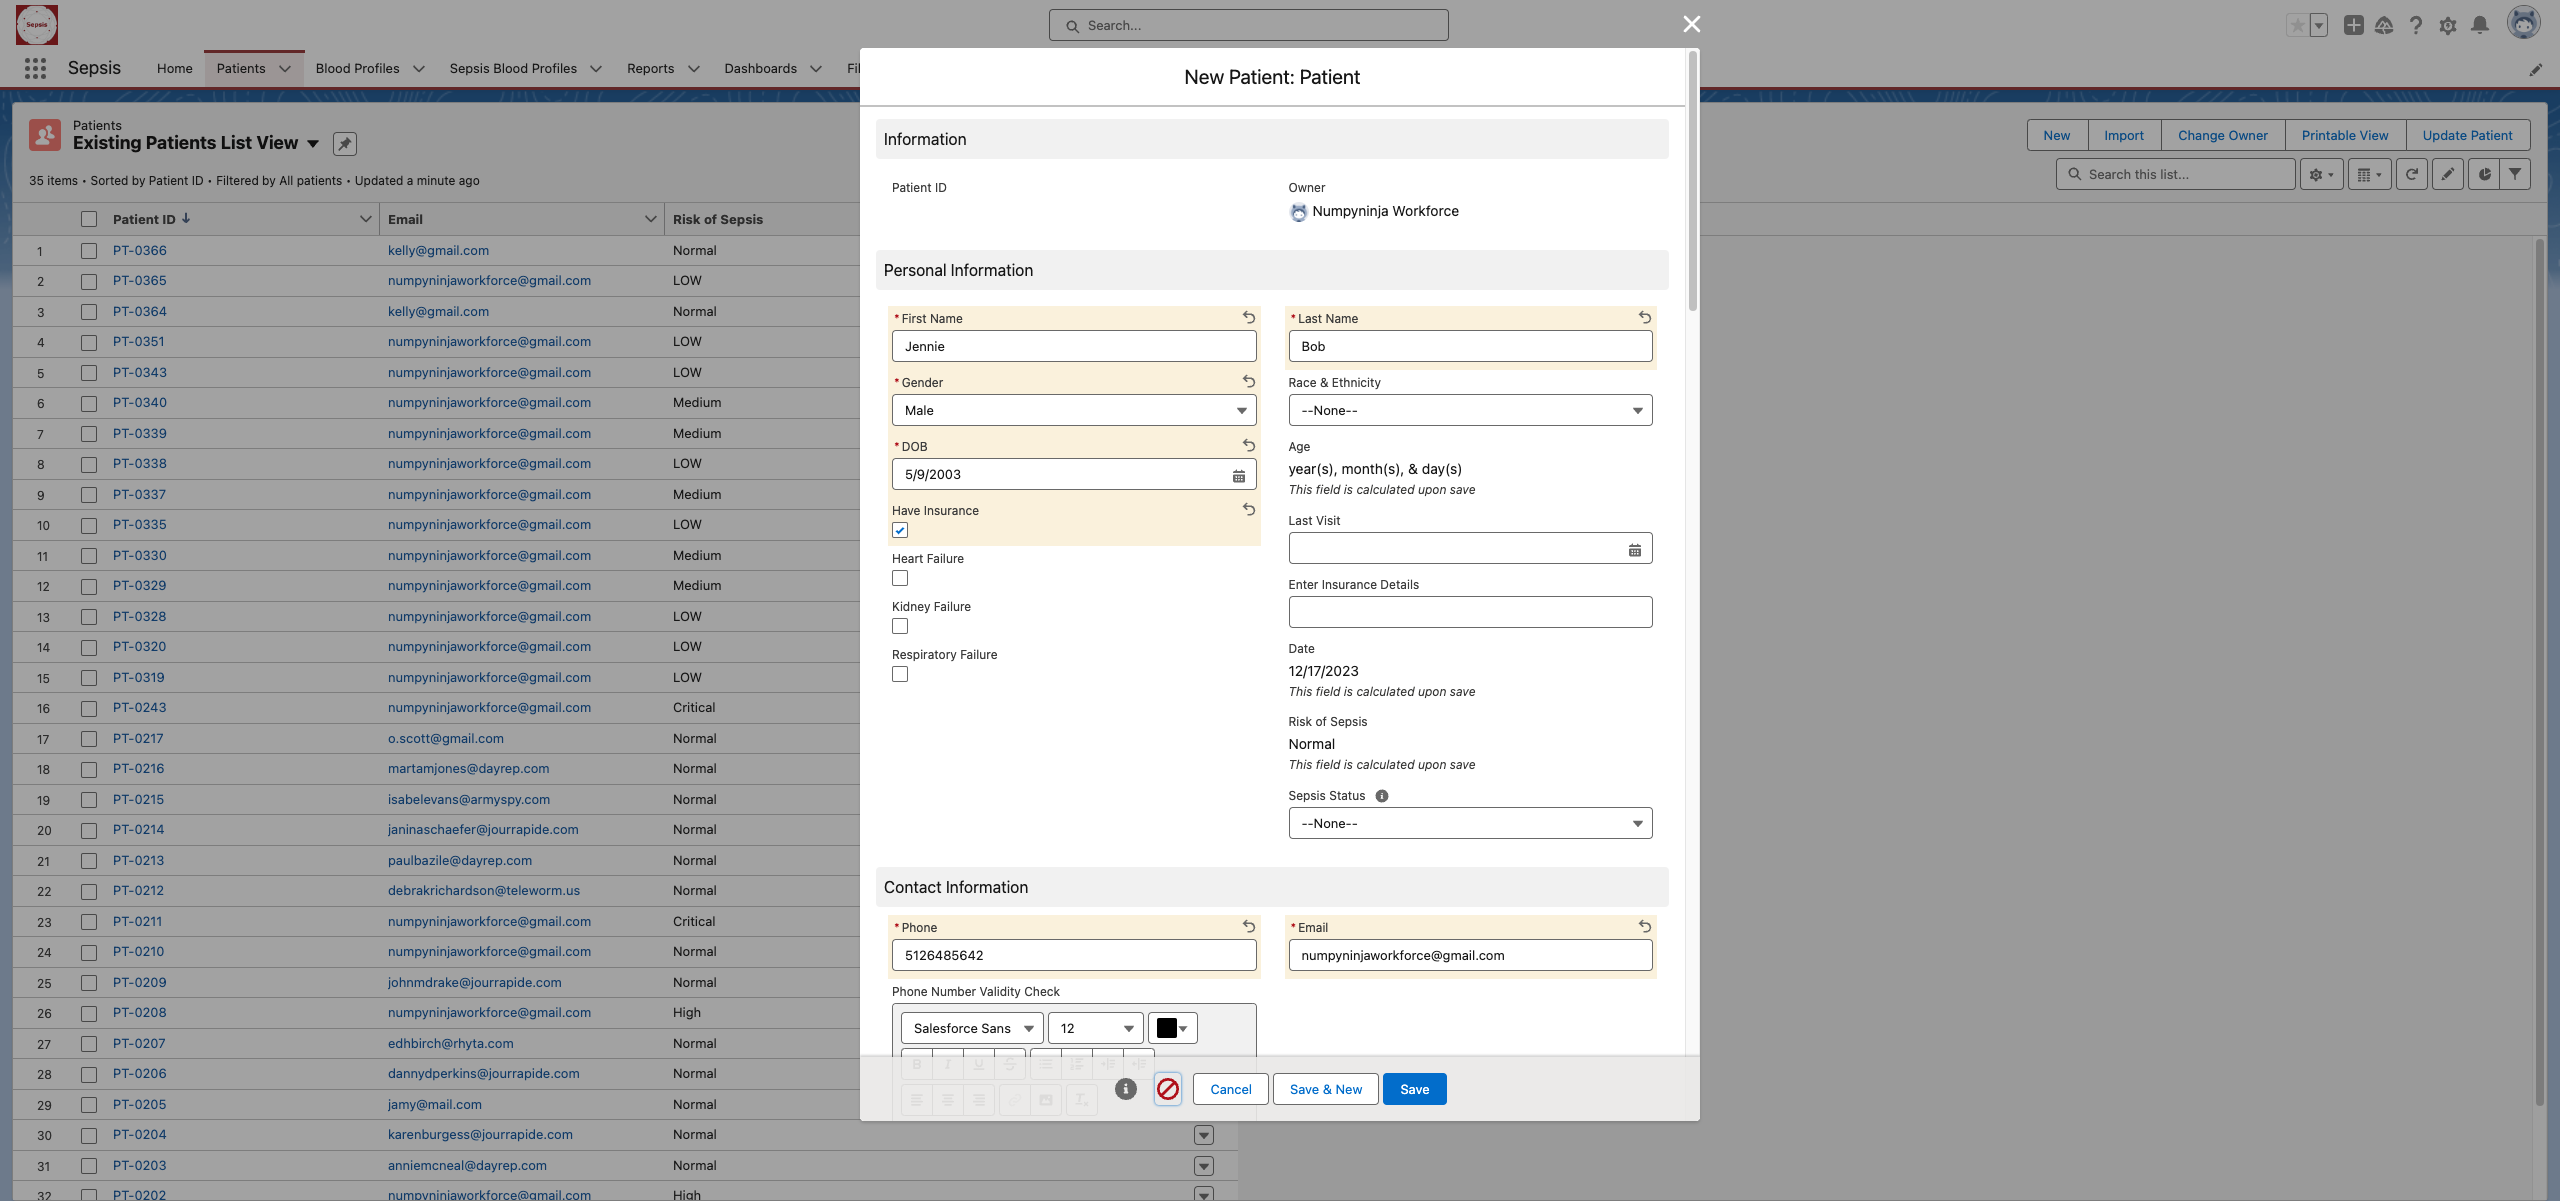 Sepsis
Search...
Sepsis
Home
Patients
Blood Profiles
Sepsis Blood Profiles
Reports
Dashboards
Patients
Existing Patients List View
35 items • Sorted by Patient ID • Filtered by All patients • Updated a minute ago
New
Import
Change Owner
Printable View
Update Patient
Search this list...
Patient ID Email Risk of Sepsis
1 PT-0366 kelly@gmail.com Normal
2 PT-0365 numpyninjaworkforce@gmail.com LOW
3 PT-0364 kelly@gmail.com Normal
4 PT-0351 numpyninjaworkforce@gmail.com LOW
5 PT-0343 numpyninjaworkforce@gmail.com LOW
6 PT-0340 numpyninjaworkforce@gmail.com Medium
7 PT-0339 numpyninjaworkforce@gmail.com Medium
8 PT-0338 numpyninjaworkforce@gmail.com LOW
9 PT-0337 numpyninjaworkforce@gmail.com Medium
10 PT-0335 numpyninjaworkforce@gmail.com LOW
11 PT-0330 numpyninjaworkforce@gmail.com Medium
12 PT-0329 numpyninjaworkforce@gmail.com Medium
13 PT-0328 numpyninjaworkforce@gmail.com LOW
14 PT-0320 numpyninjaworkforce@gmail.com LOW
15 PT-0319 numpyninjaworkforce@gmail.com LOW
16 PT-0243 numpyninjaworkforce@gmail.com Critical
17 PT-0217 o.scott@gmail.com Normal
18 PT-0216 martamjones@dayrep.com Normal
19 PT-0215 isabelevans@armyspy.com Normal
20 PT-0214 janinaschaefer@jourrapide.com Normal
21 PT-0213 paulbazile@dayrep.com Normal
22 PT-0212 debrakrichardson@teleworm.us Normal
23 PT-0211 numpyninjaworkforce@gmail.com Critical
24 PT-0210 numpyninjaworkforce@gmail.com Normal
25 PT-0209 johnmdrake@jourrapide.com Normal
26 PT-0208 numpyninjaworkforce@gmail.com High
27 PT-0207 edhbirch@rhyta.com Normal
28 PT-0206 dannydperkins@jourrapide.com Normal
29 PT-0205 jamy@mail.com Normal
30 PT-0204 karenburgess@jourrapide.com Normal
31 PT-0203 anniemcneal@dayrep.com Normal
32 PT-0202 numpyninjaworkforce@gmail.com High
New Patient: Patient
Information
Patient ID
Owner
Numpyninja Workforce
Personal Information
* First Name
Jennie
* Last Name
Bob
* Gender
Male
Race & Ethnicity
--None--
* DOB
5/9/2003
Age
year(s), month(s), & day(s)
This field is calculated upon save
Have Insurance
Last Visit
Heart Failure
Enter Insurance Details
Kidney Failure
Date
12/17/2023
This field is calculated upon save
Respiratory Failure
Risk of Sepsis
Normal
This field is calculated upon save
Sepsis Status
--None--
Contact Information
* Phone
5126485642
* Email
numpyninjaworkforce@gmail.com
Phone Number Validity Check
Salesforce Sans
12
Cancel
Save & New
Save